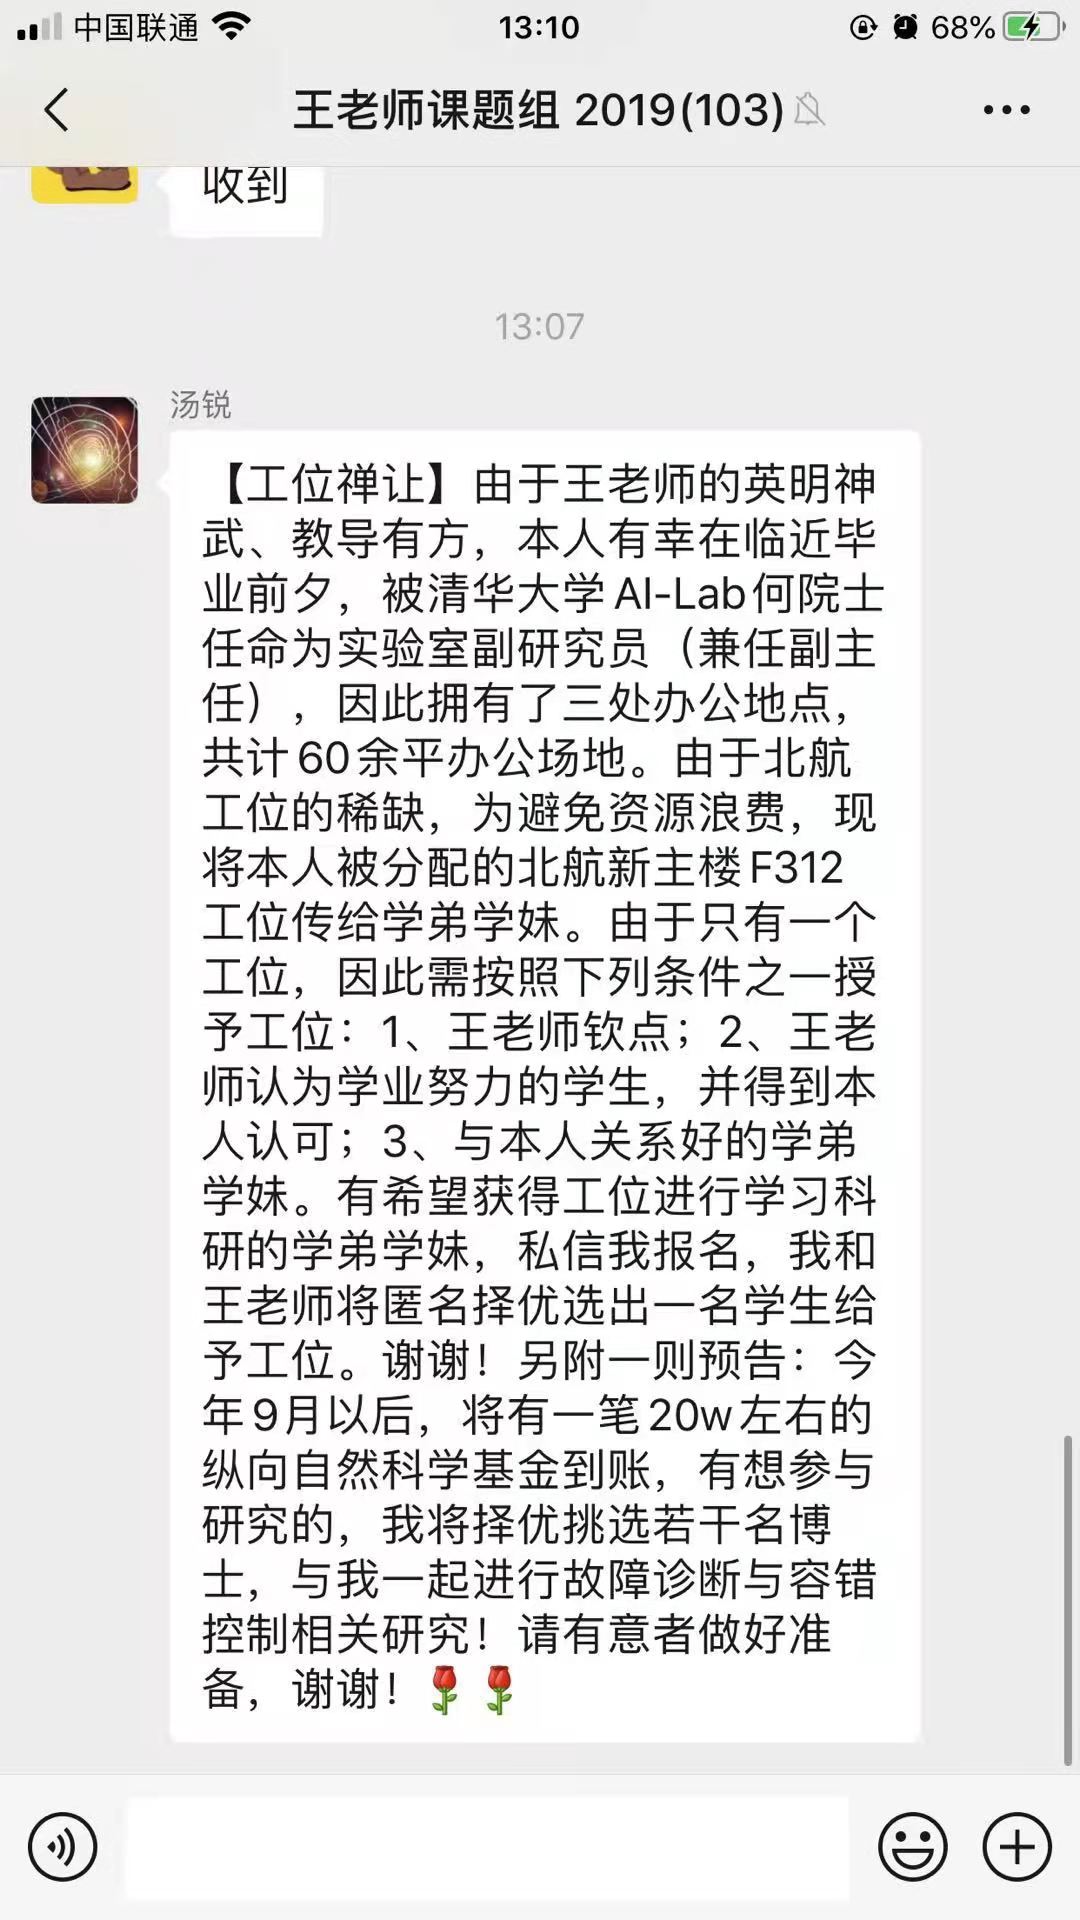 中国联通
13:10
68%
王老师课题组 2019(103)
收到
13:07
汤锐
【工位禅让】由于王老师的英明神
武、教导有方，本人有幸在临近毕
业前夕，被清华大学AI-Lab何院士
任命为实验室副研究员（兼任副主
任），因此拥有了三处办公地点，
共计60余平办公场地。由于北航
工位的稀缺，为避免资源浪费，现
将本人被分配的北航新主楼F312
工位传给学弟学妹。由于只有一个
工位，因此需按照下列条件之一授
予工位：1、王老师钦点；2、王老
师认为学业努力的学生，并得到本
人认可；3、与本人关系好的学弟
学妹。有希望获得工位进行学习科
研的学弟学妹，私信我报名，我和
王老师将匿名择优选出一名学生给
予工位。谢谢！另附一则预告：今
年9月以后，将有一笔20w左右的
纵向自然科学基金到账，有想参与
研究的，我将择优挑选若干名博
士，与我一起进行故障诊断与容错
控制相关研究！请有意者做好准
备，谢谢！🌹🌹